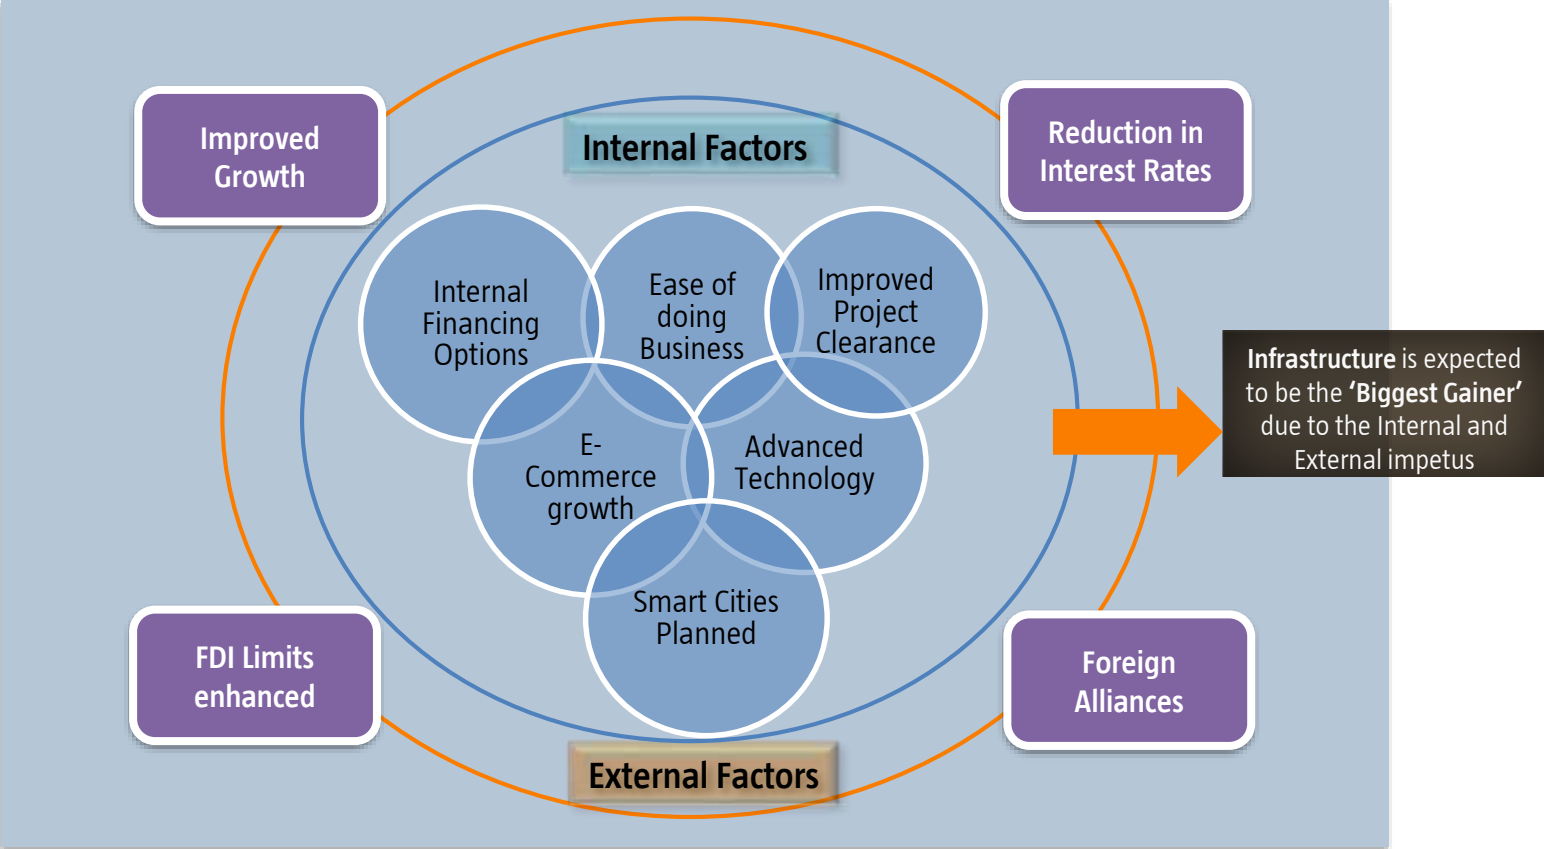 Improved
Growth
Internal Factors
Reduction in
Interest Rates
Internal
Financing
Options
Ease of
doing
Business
Improved
Project
Clearance
Infrastructure is expected
to be the ‘Biggest Gainer’
due to the Internal and
External impetus
E-
Commerce
growth
Advanced
Technology
Smart Cities
Planned
FDI Limits
enhanced
Foreign
Alliances
External Factors